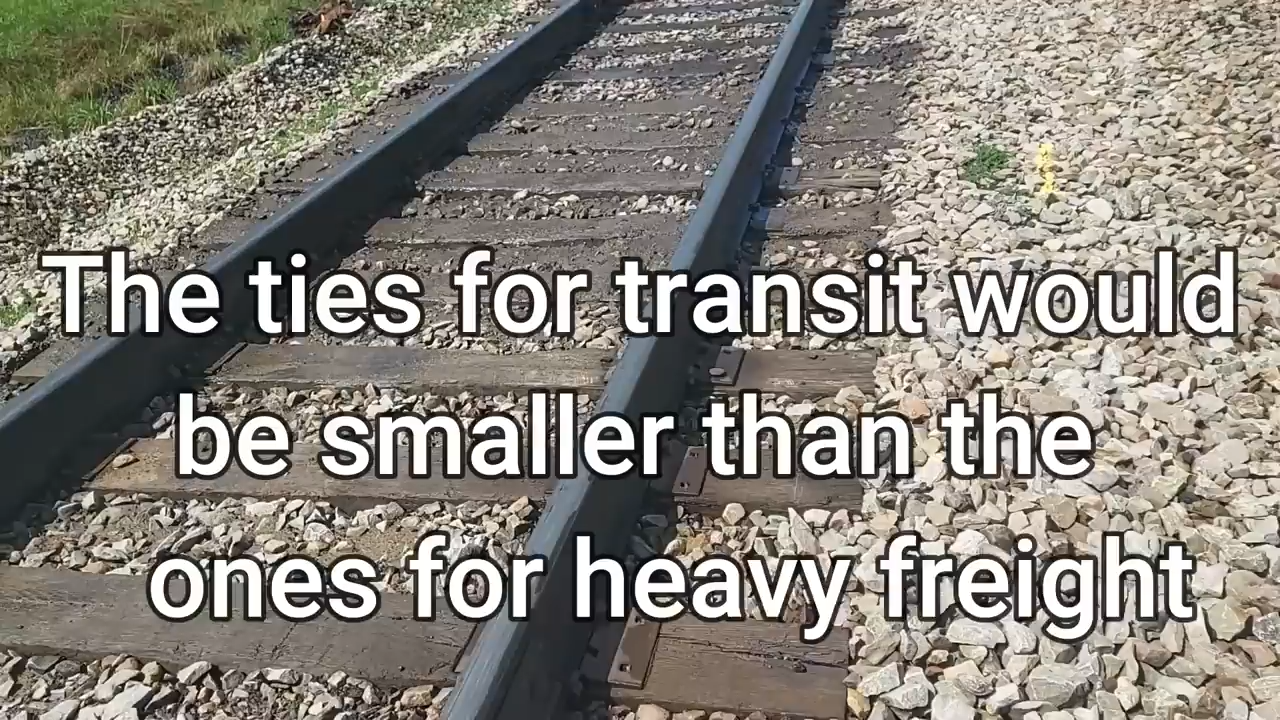 The ties for transit would
be smaller than the
ones for heavy freight